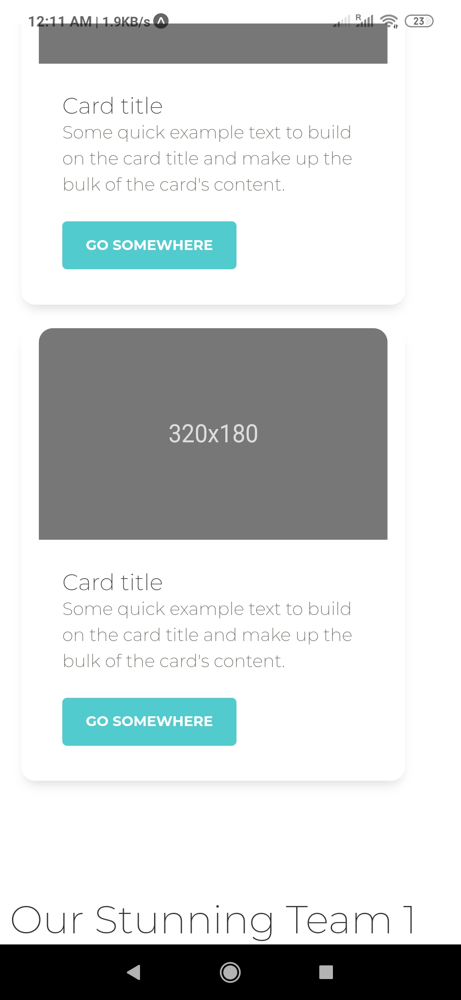 12:11 AM | 1.9KB/s
R
23
Card title
Some quick example text to build
on the card title and make up the
bulk of the card's content.
GO SOMEWHERE
320x180
Card title
Some quick example text to build
on the card title and make up the
bulk of the card's content.
GO SOMEWHERE
Our Stunning Team 1